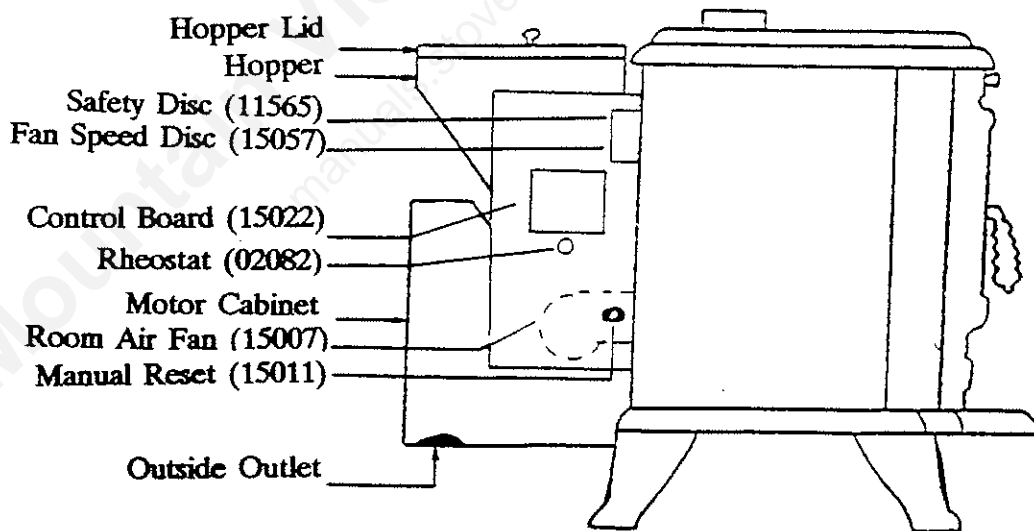 Hopper Lid
Hopper
Safety Disc (11565)
Fan Speed Disc (15057)
Control Board (15022)
Rheostat (02082)
Motor Cabinet
Room Air Fan (15007)
Manual Reset (15011)
Outside Outlet